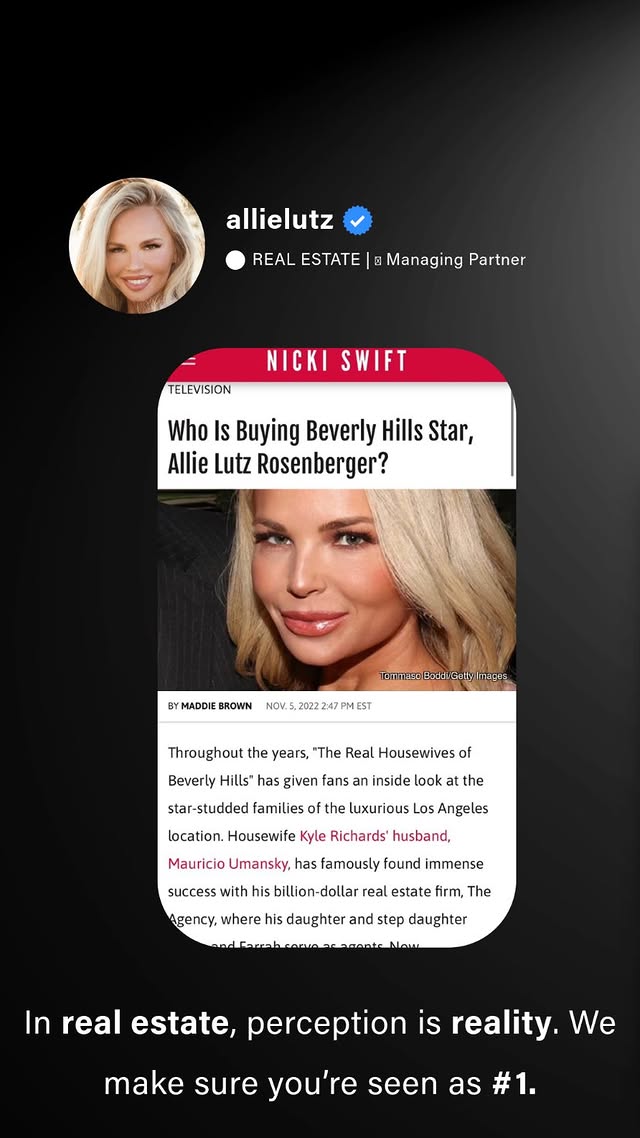 allielutz
REAL ESTATE | Managing Partner
NICKI SWIFT
TELEVISION
Who Is Buying Beverly Hills Star,
Allie Lutz Rosenberger?
Tommaso Boddi/Getty Images
BY MADDIE BROWN NOV. 5, 2022 2:47 PM EST
Throughout the years, "The Real Housewives of
Beverly Hills" has given fans an inside look at the
star-studded families of the luxurious Los Angeles
location. Housewife Kyle Richards' husband,
Mauricio Umansky, has famously found immense
success with his billion-dollar real estate firm, The
Agency, where his daughter and step daughter
and Farrah serve as agents. Now
In real estate, perception is reality. We
make sure you’re seen as #1.